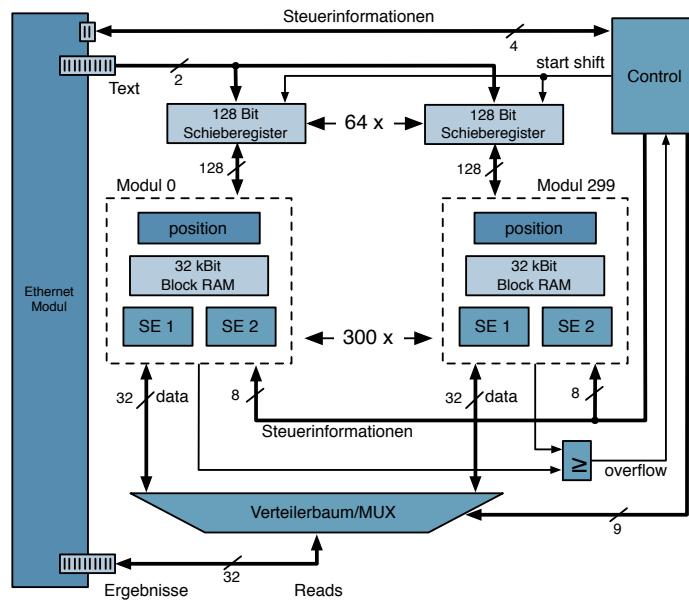 Steuerinformationen
4
Control
Text
2
start shift
128 Bit
Schieberegister
64 x
128 Bit
Schieberegister
128
128
Modul 0
Modul 299
position
position
32 kBit
Block RAM
32 kBit
Block RAM
Ethernet
Modul
SE 1
SE 2
300 x
SE 1
SE 2
32
data
8
32
data
8
Steuerinformationen
≥
overflow
Verteilerbaum/MUX
9
Ergebnisse
32
Reads